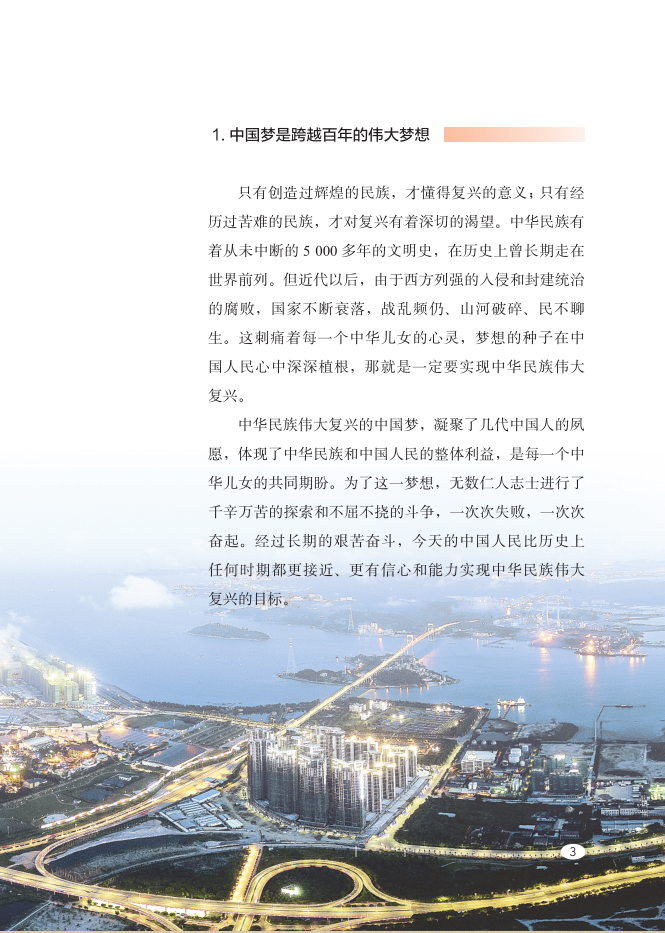 1. 中国梦是跨越百年的伟大梦想
只有创造过辉煌的民族，才懂得复兴的意义；只有经
历过苦难的民族，才对复兴有着深切的渴望。中华民族有
着从未中断的 5 000 多年的文明史，在历史上曾长期走在
世界前列。但近代以后，由于西方列强的入侵和封建统治
的腐败，国家不断衰落，战乱频仍、山河破碎、民不聊
生。这刺痛着每一个中华儿女的心灵，梦想的种子在中
国人民心中深深植根，那就是一定要实现中华民族伟大
复兴。
中华民族伟大复兴的中国梦，凝聚了几代中国人的夙
愿，体现了中华民族和中国人民的整体利益，是每一个中
华儿女的共同期盼。为了这一梦想，无数仁人志士进行了
千辛万苦的探索和不屈不挠的斗争，一次次失败，一次次
奋起。经过长期的艰苦奋斗，今天的中国人民比历史上
任何时期都更接近、更有信心和能力实现中华民族伟大
复兴的目标。
3